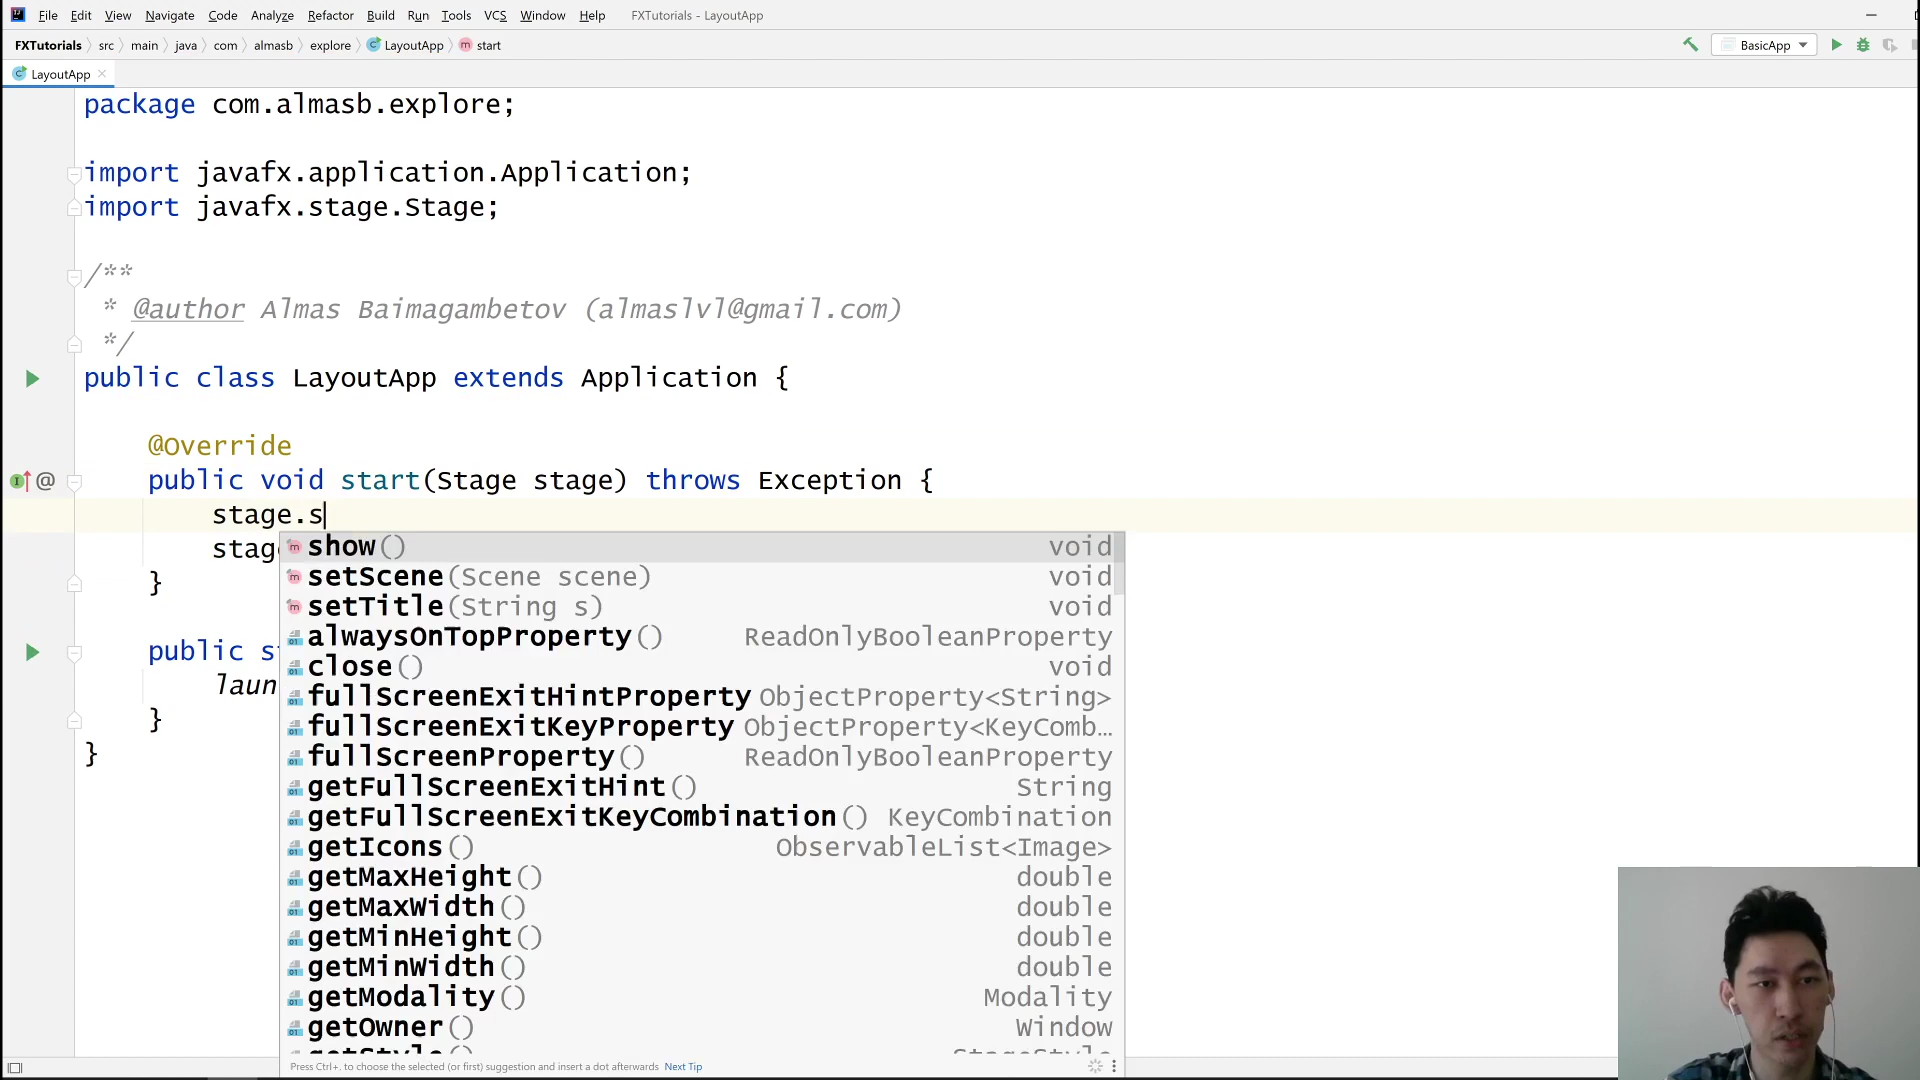 File Edit View Navigate Code Analyze Refactor Build Run Tools VCS Window Help FXTutorials - LayoutApp
FXTutorials src main java com almasb explore LayoutApp start BasicApp
LayoutApp
package com.almasb.explore;
import javafx.application.Application;
import javafx.stage.Stage;
/**
* @author Almas Baimagambetov (almaslvl@gmail.com)
*/
public class LayoutApp extends Application {
@Override
public void start(Stage stage) throws Exception {
stage.s
stag
show() void
setScene(Scene scene) void
}
setTitle(String s) void
alwaysOnTopProperty() ReadOnlyBooleanProperty
public s
close() void
laun
fullScreenExitHintProperty ObjectProperty<String>
}
fullScreenExitKeyProperty ObjectProperty<KeyComb…
}
fullScreenProperty() ReadOnlyBooleanProperty
getFullScreenExitHint() String
getFullScreenExitKeyCombination() KeyCombination
getIcons() ObservableList<Image>
getMaxHeight() double
getMaxWidth() double
getMinHeight() double
getMinWidth() double
getModality() Modality
getOwner() Window
getStyle() StageStyle
Press Ctrl+. to choose the selected (or first) suggestion and insert a dot afterwards Next Tip